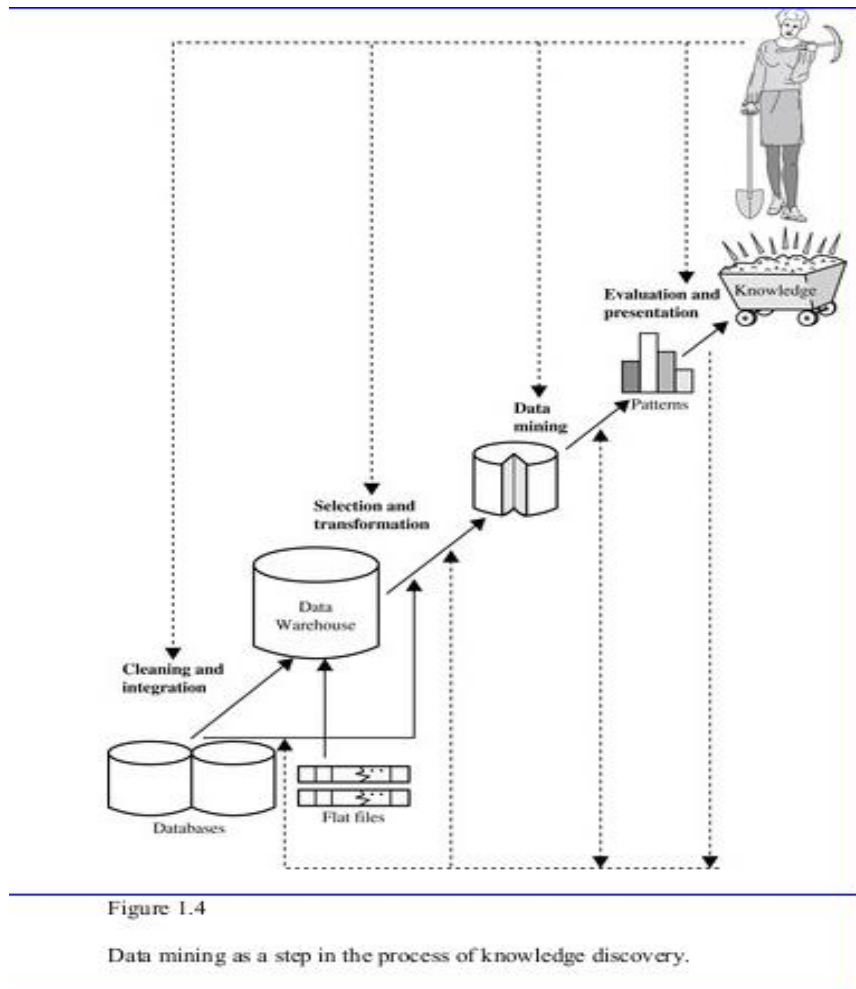 Knowledge
Evaluation and
presentation
Patterns
Data
mining
Selection and
transformation
Data
Warehouse
Cleaning and
integration
Databases
Flat files
Figure 1.4
Data mining as a step in the process of knowledge discovery.